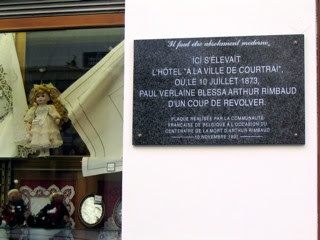 Il faut être absolument moderne.
ICI S'ELEVAIT
L'HÔTEL "A LA VILLE DE COURTRAI",
OÙ, LE 10 JUILLET 1873,
PAUL VERLAINE BLESSA ARTHUR RIMBAUD
D'UN COUP DE REVOLVER.
PLAQUE RÉALISÉE PAR LA COMMUNAUTÉ
FRANÇAISE DE BELGIQUE À L'OCCASION DU
CENTENAIRE DE LA MORT D'ARTHUR RIMBAUD
10 NOVEMBRE 1991